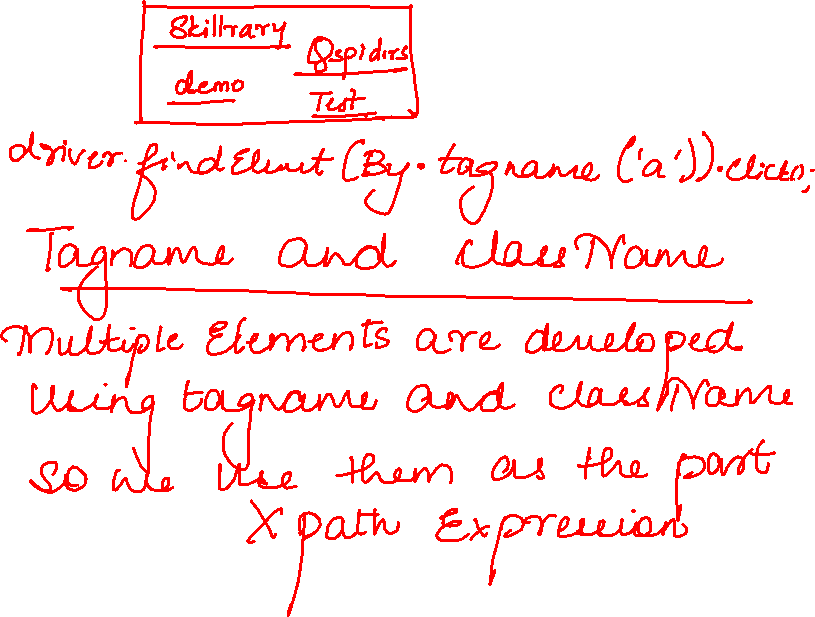 Skillrary
Qspidirs
demo
Test
driver.findElemt(By.tagname('a')).click();
Tagname and className
Multiple Elements are developed
Using tagname and className
so we use them as the part
Xpath Expression